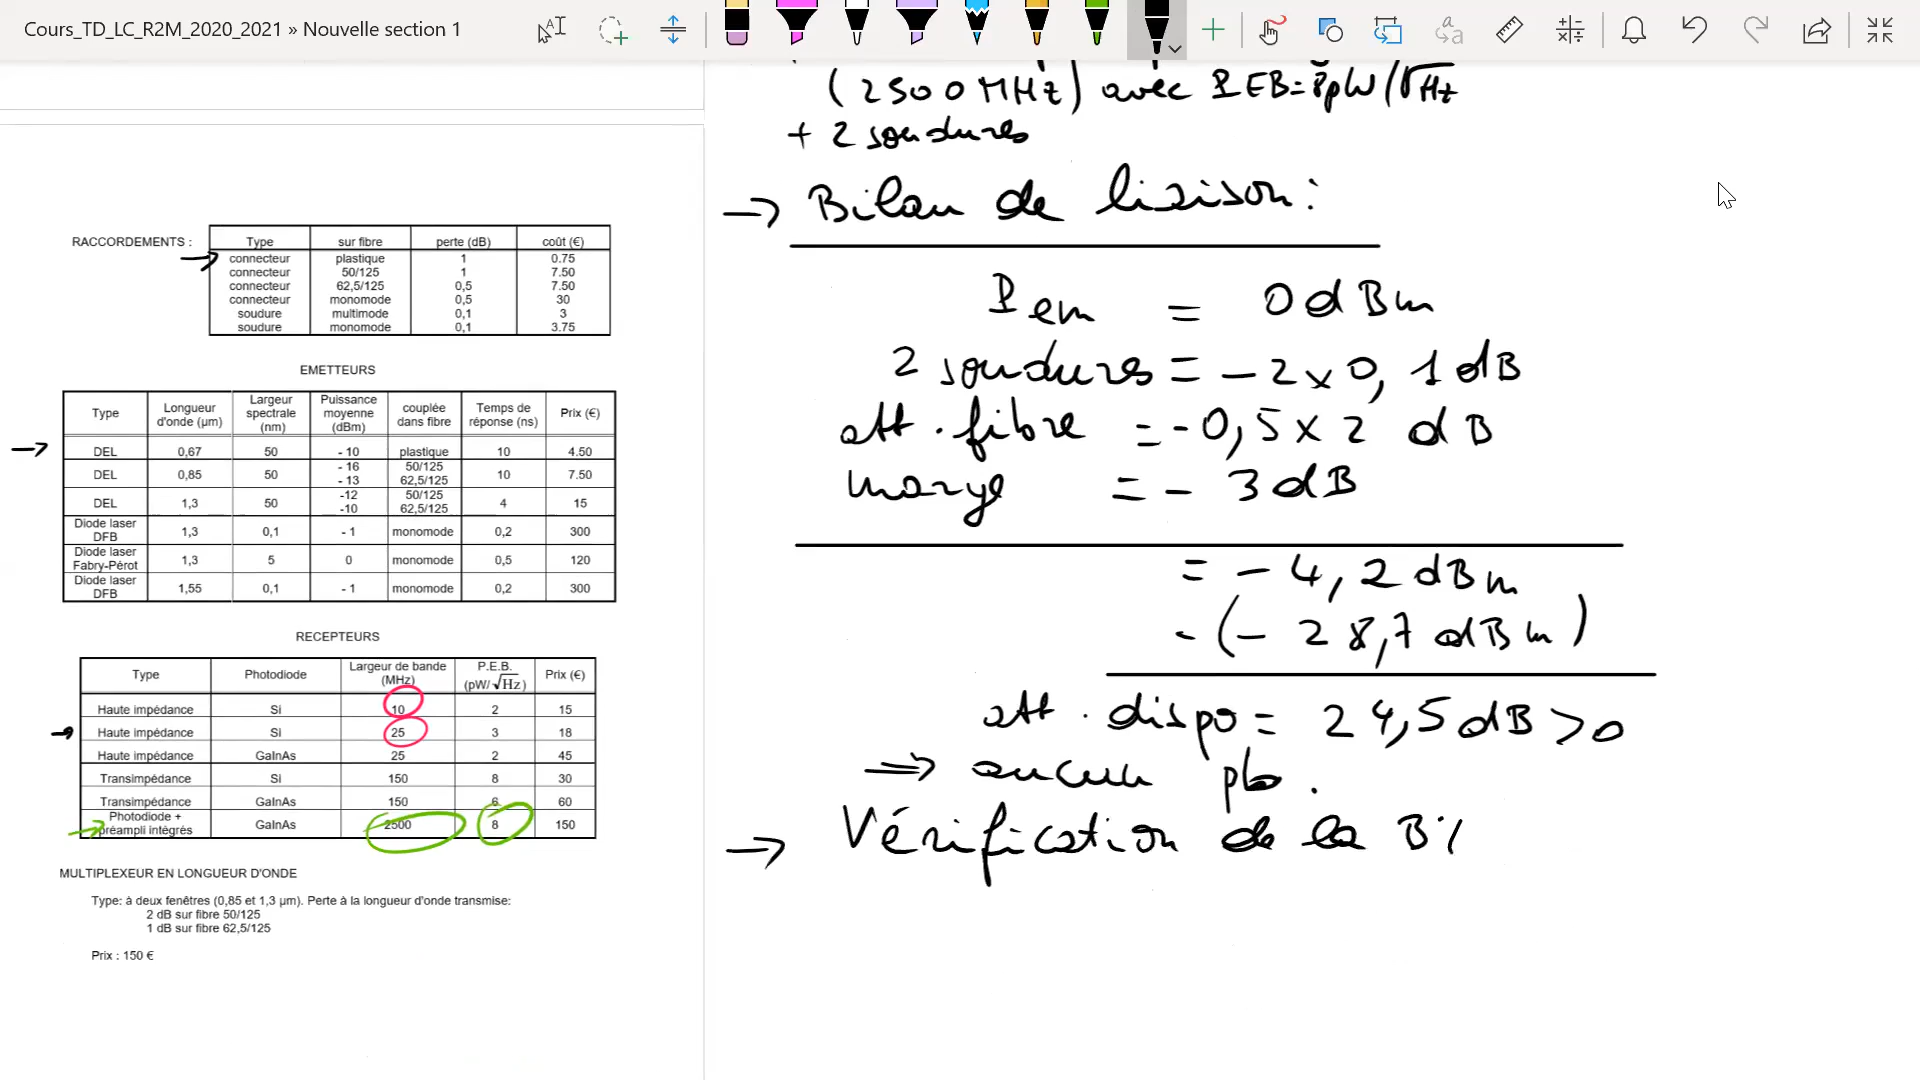 Cours_TD_LC_R2M_2020_2021 » Nouvelle section 1
RACCORDEMENTS :
Type sur fibre perte (dB) coût (€)
connecteur plastique 1 0.75
connecteur 50/125 1 7.50
connecteur 62,5/125 0,5 7.50
connecteur monomode 0,5 30
soudure multimode 0,1 3
soudure monomode 0,1 3.75
EMETTEURS
Type Longueur d'onde (µm) Largeur spectrale (nm) Puissance moyenne (dBm) couplée dans fibre Temps de réponse (ns) Prix (€)
DEL 0,67 50 - 10 plastique 10 4.50
DEL 0,85 50 - 16 50/125 10 7.50
- 13 62,5/125
DEL 1,3 50 -12 50/125 4 15
-10 62,5/125
Diode laser DFB 1,3 0,1 - 1 monomode 0,2 300
Diode laser Fabry-Pérot 1,3 5 0 monomode 0,5 120
Diode laser DFB 1,55 0,1 - 1 monomode 0,2 300
RECEPTEURS
Type Photodiode Largeur de bande (MHz) P.E.B. (pW/√Hz) Prix (€)
Haute impédance Si 10 2 15
Haute impédance Si 25 3 18
Haute impédance GaInAs 25 2 45
Transimpédance Si 150 8 30
Transimpédance GaInAs 150 6 60
Photodiode + préampli intégrés GaInAs 2500 8 150
MULTIPLEXEUR EN LONGUEUR D'ONDE
Type: à deux fenêtres (0,85 et 1,3 µm). Perte à la longueur d'onde transmise:
2 dB sur fibre 50/125
1 dB sur fibre 62,5/125
Prix : 150 €
(2500 MHz) avec PEB=8pW/√Hz
+ 2 soudures
→ Bilan de liaison :
Pem = 0 dBm
2 soudures = - 2 x 0,1 dB
att. fibre = - 0,5 x 2 dB
marge = - 3 dB
= - 4,2 dBm
- (- 28,7 dBm)
att. dispo = 24,5 dB > 0
⇒ aucun pb.
→ Vérification de la B